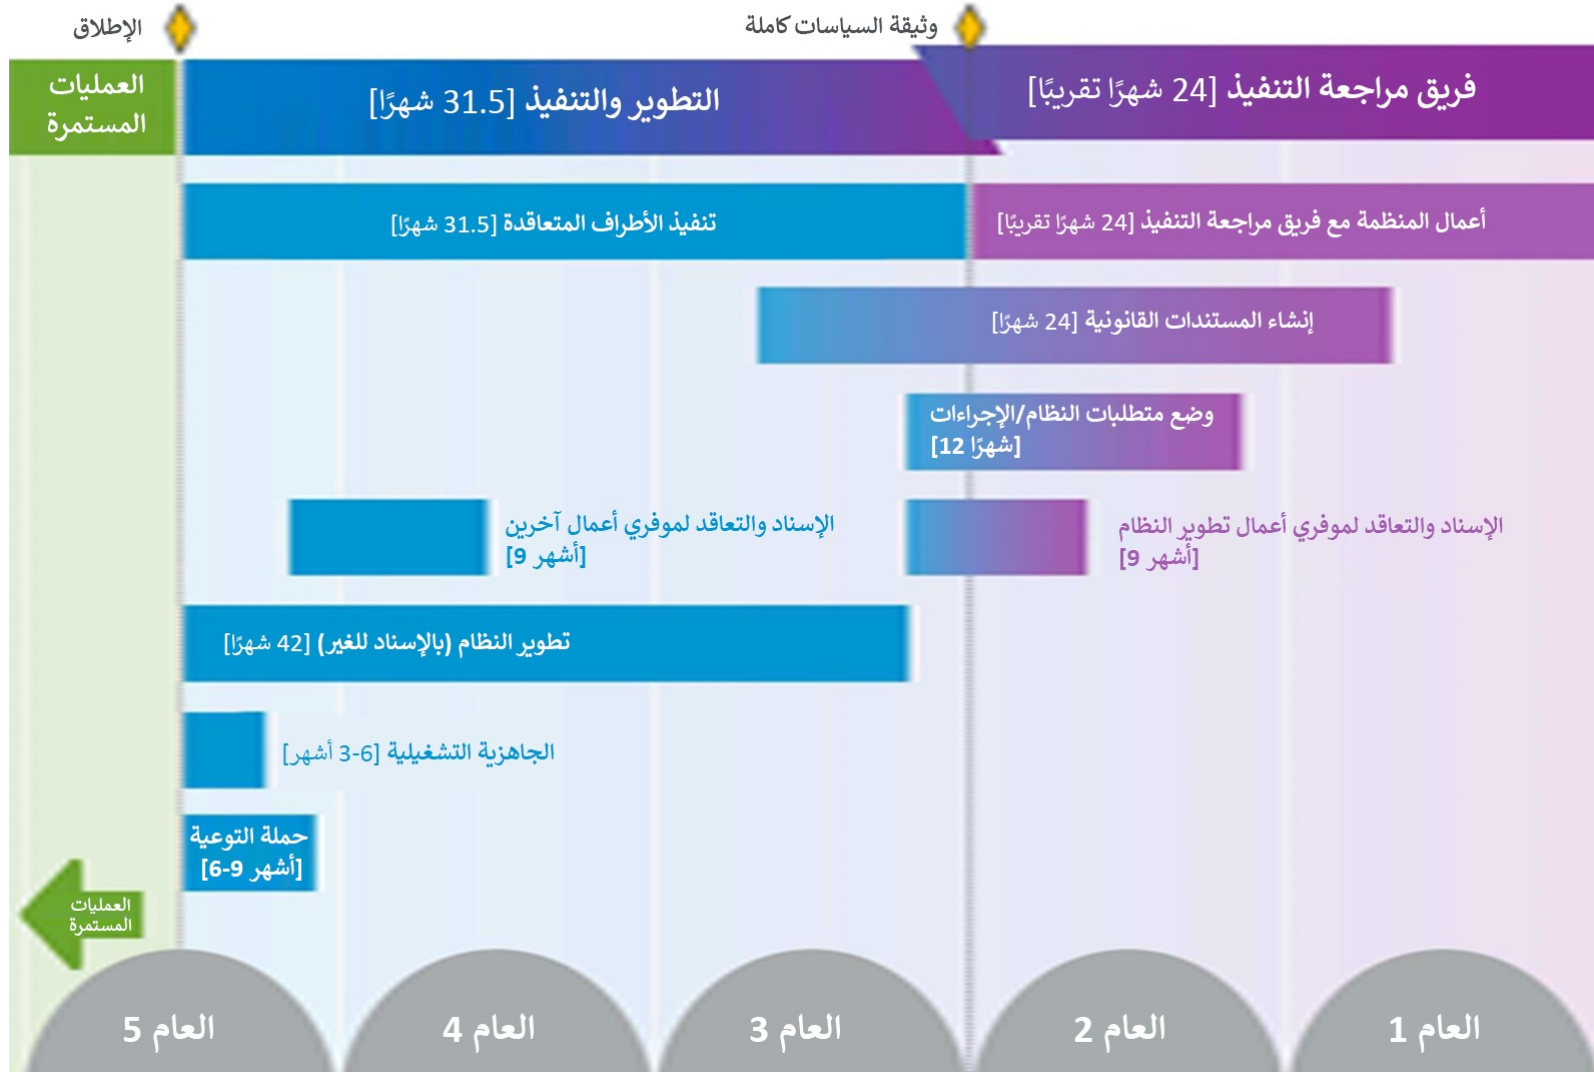 وثيقة السياسات كاملة
الإطلاق
فريق مراجعة التنفيذ [24 شهرًا تقريبًا]
التطوير والتنفيذ [31.5 شهرًا]
العمليات
المستمرة
أعمال المنظمة مع فريق مراجعة التنفيذ [24 شهرًا تقريبًا]
تنفيذ الأطراف المتعاقدة [31.5 شهرًا]
إنشاء المستندات القانونية [24 شهرًا]
وضع متطلبات النظام/الإجراءات
[12 شهرًا]
الإسناد والتعاقد لموفري أعمال تطوير النظام
[9 أشهر]
الإسناد والتعاقد لموفري أعمال آخرين
[9 أشهر]
تطوير النظام (بالإسناد للغير) [42 شهرًا]
الجاهزية التشغيلية [3-6 أشهر]
حملة التوعية
[6-9 أشهر]
العمليات
المستمرة
العام 1
العام 2
العام 3
العام 4
العام 5